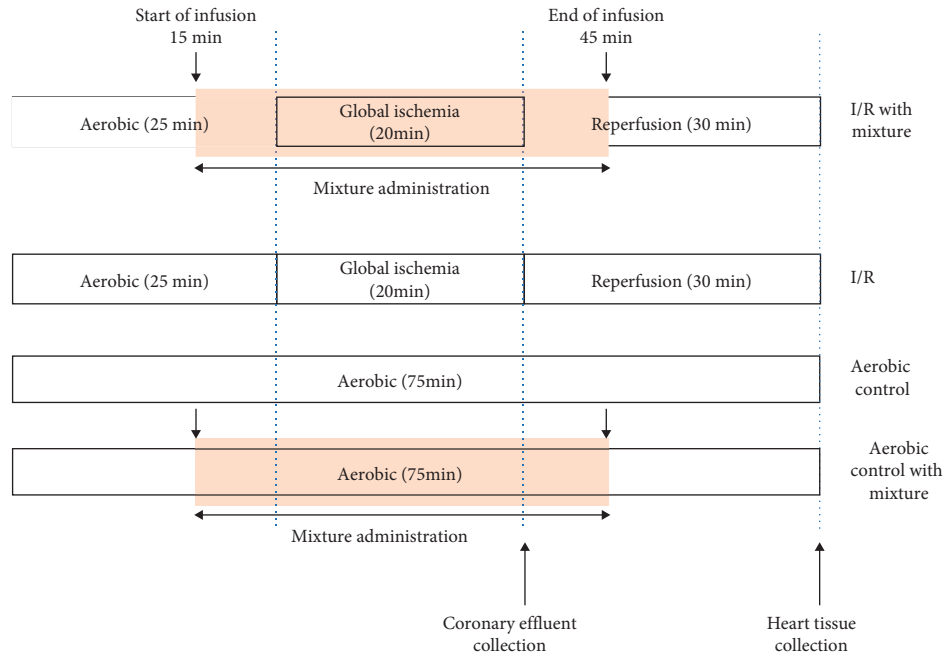 Start of infusion
15 min
End of infusion
45 min
Aerobic (25 min)
Global ischemia
(20min)
Reperfusion (30 min)
I/R with
mixture
Mixture administration
Aerobic (25 min)
Global ischemia
(20min)
Reperfusion (30 min)
I/R
Aerobic (75min)
Aerobic
control
Aerobic (75min)
Aerobic
control with
mixture
Mixture administration
Coronary effluent
collection
Heart tissue
collection